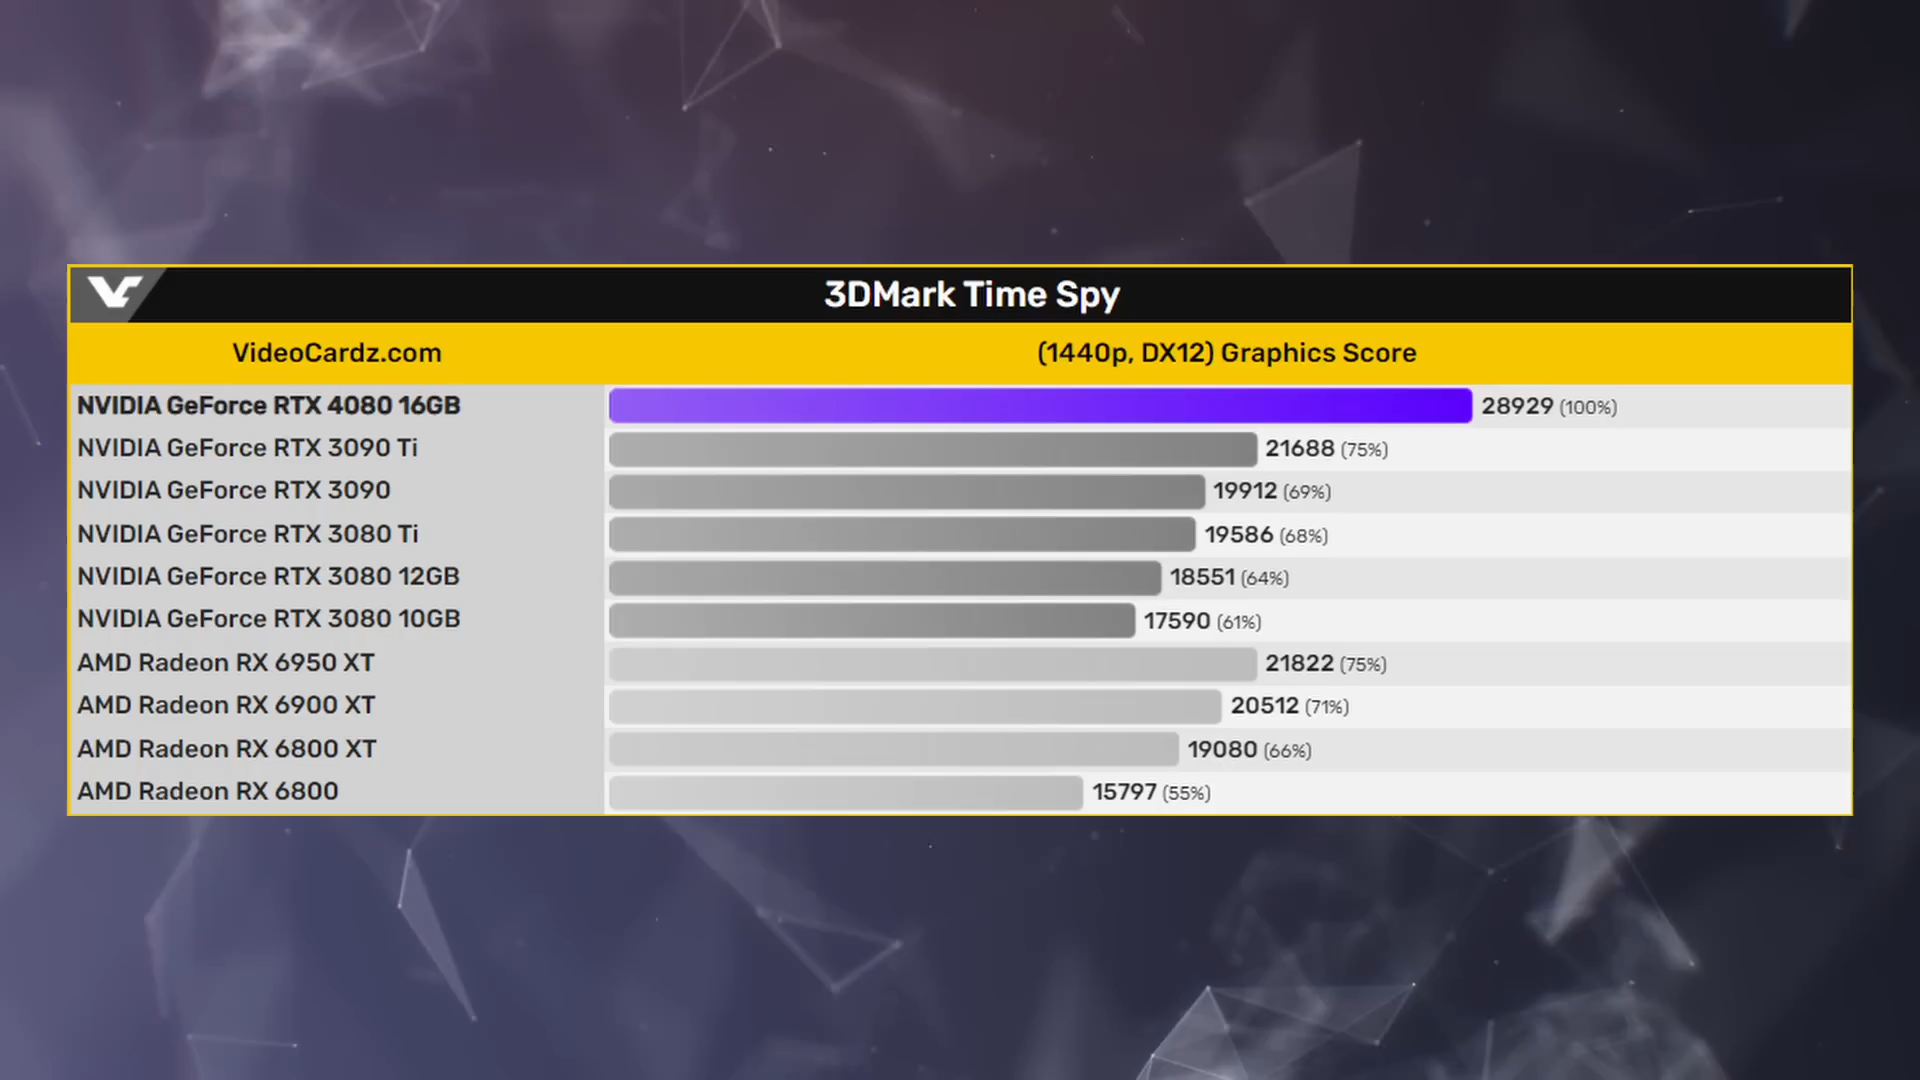 3DMark Time Spy
VideoCardz.com (1440p, DX12) Graphics Score
NVIDIA GeForce RTX 4080 16GB 28929 (100%)
NVIDIA GeForce RTX 3090 Ti 21688 (75%)
NVIDIA GeForce RTX 3090 19912 (69%)
NVIDIA GeForce RTX 3080 Ti 19586 (68%)
NVIDIA GeForce RTX 3080 12GB 18551 (64%)
NVIDIA GeForce RTX 3080 10GB 17590 (61%)
AMD Radeon RX 6950 XT 21822 (75%)
AMD Radeon RX 6900 XT 20512 (71%)
AMD Radeon RX 6800 XT 19080 (66%)
AMD Radeon RX 6800 15797 (55%)